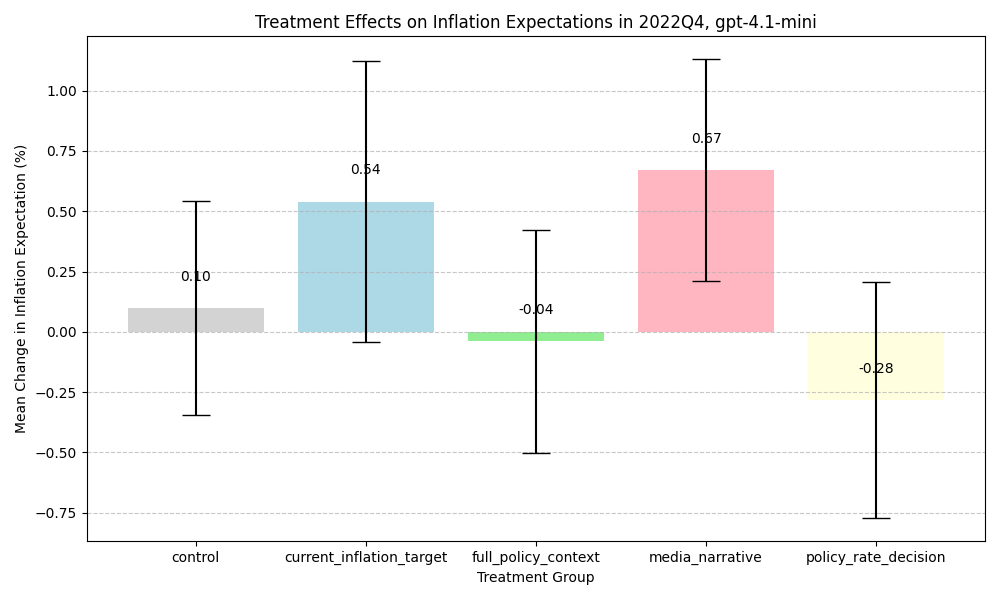 Treatment Effects on Inflation Expectations in 2022Q4, gpt-4.1-mini
Mean Change in Inflation Expectation (%)
1.00
0.75
0.50
0.25
0.00
−0.25
−0.50
−0.75
0.10
0.54
-0.04
0.67
-0.28
control
current_inflation_target
full_policy_context
media_narrative
policy_rate_decision
Treatment Group